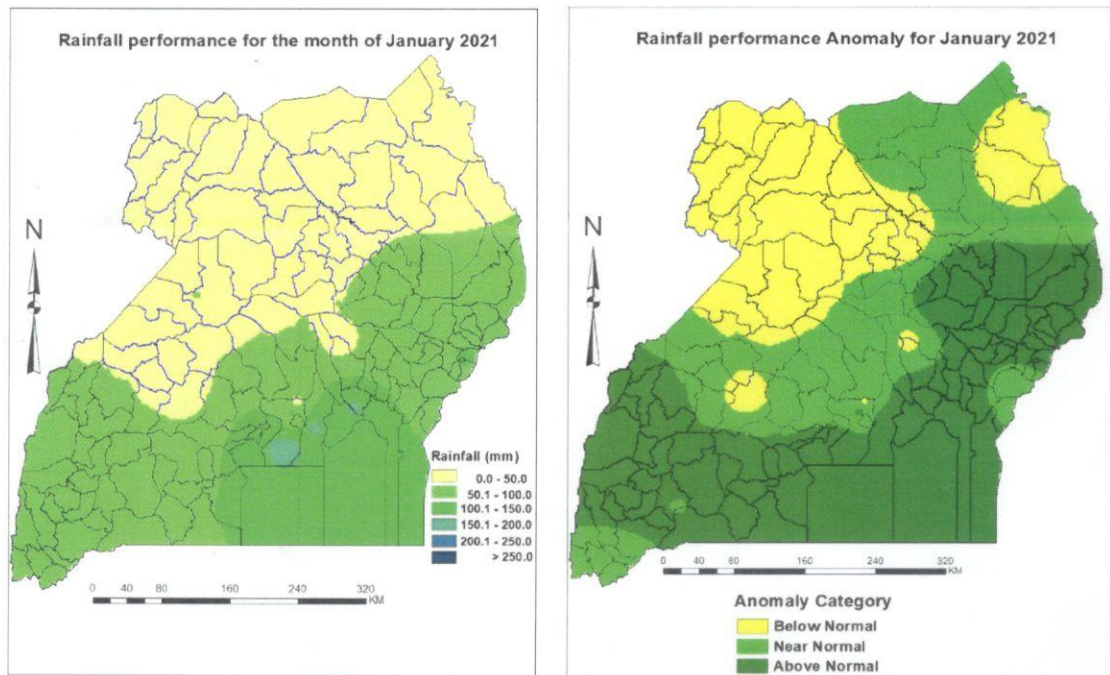 Rainfall performance for the month of January 2021
N
Rainfall (mm)
0.0 - 50.0
50.1 - 100.0
100.1 - 150.0
150.1 - 200.0
200.1 - 250.0
> 250.0
0 20 40 80 160 240 320
KM
Rainfall performance Anomaly for January 2021
N
0 20 40 80 160 240 320
KM
Anomaly Category
Below Normal
Near Normal
Above Normal